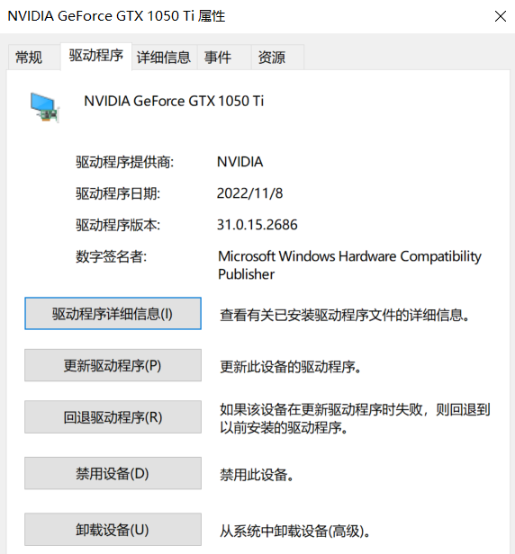 NVIDIA GeForce GTX 1050 Ti 属性
常规 驱动程序 详细信息 事件 资源
NVIDIA GeForce GTX 1050 Ti
驱动程序提供商: NVIDIA
驱动程序日期: 2022/11/8
驱动程序版本: 31.0.15.2686
数字签名者: Microsoft Windows Hardware Compatibility
Publisher
驱动程序详细信息(I) 查看有关已安装驱动程序文件的详细信息。
更新驱动程序(P) 更新此设备的驱动程序。
回退驱动程序(R) 如果该设备在更新驱动程序时失败，则回退到
以前安装的驱动程序。
禁用设备(D) 禁用此设备。
卸载设备(U) 从系统中卸载设备(高级)。